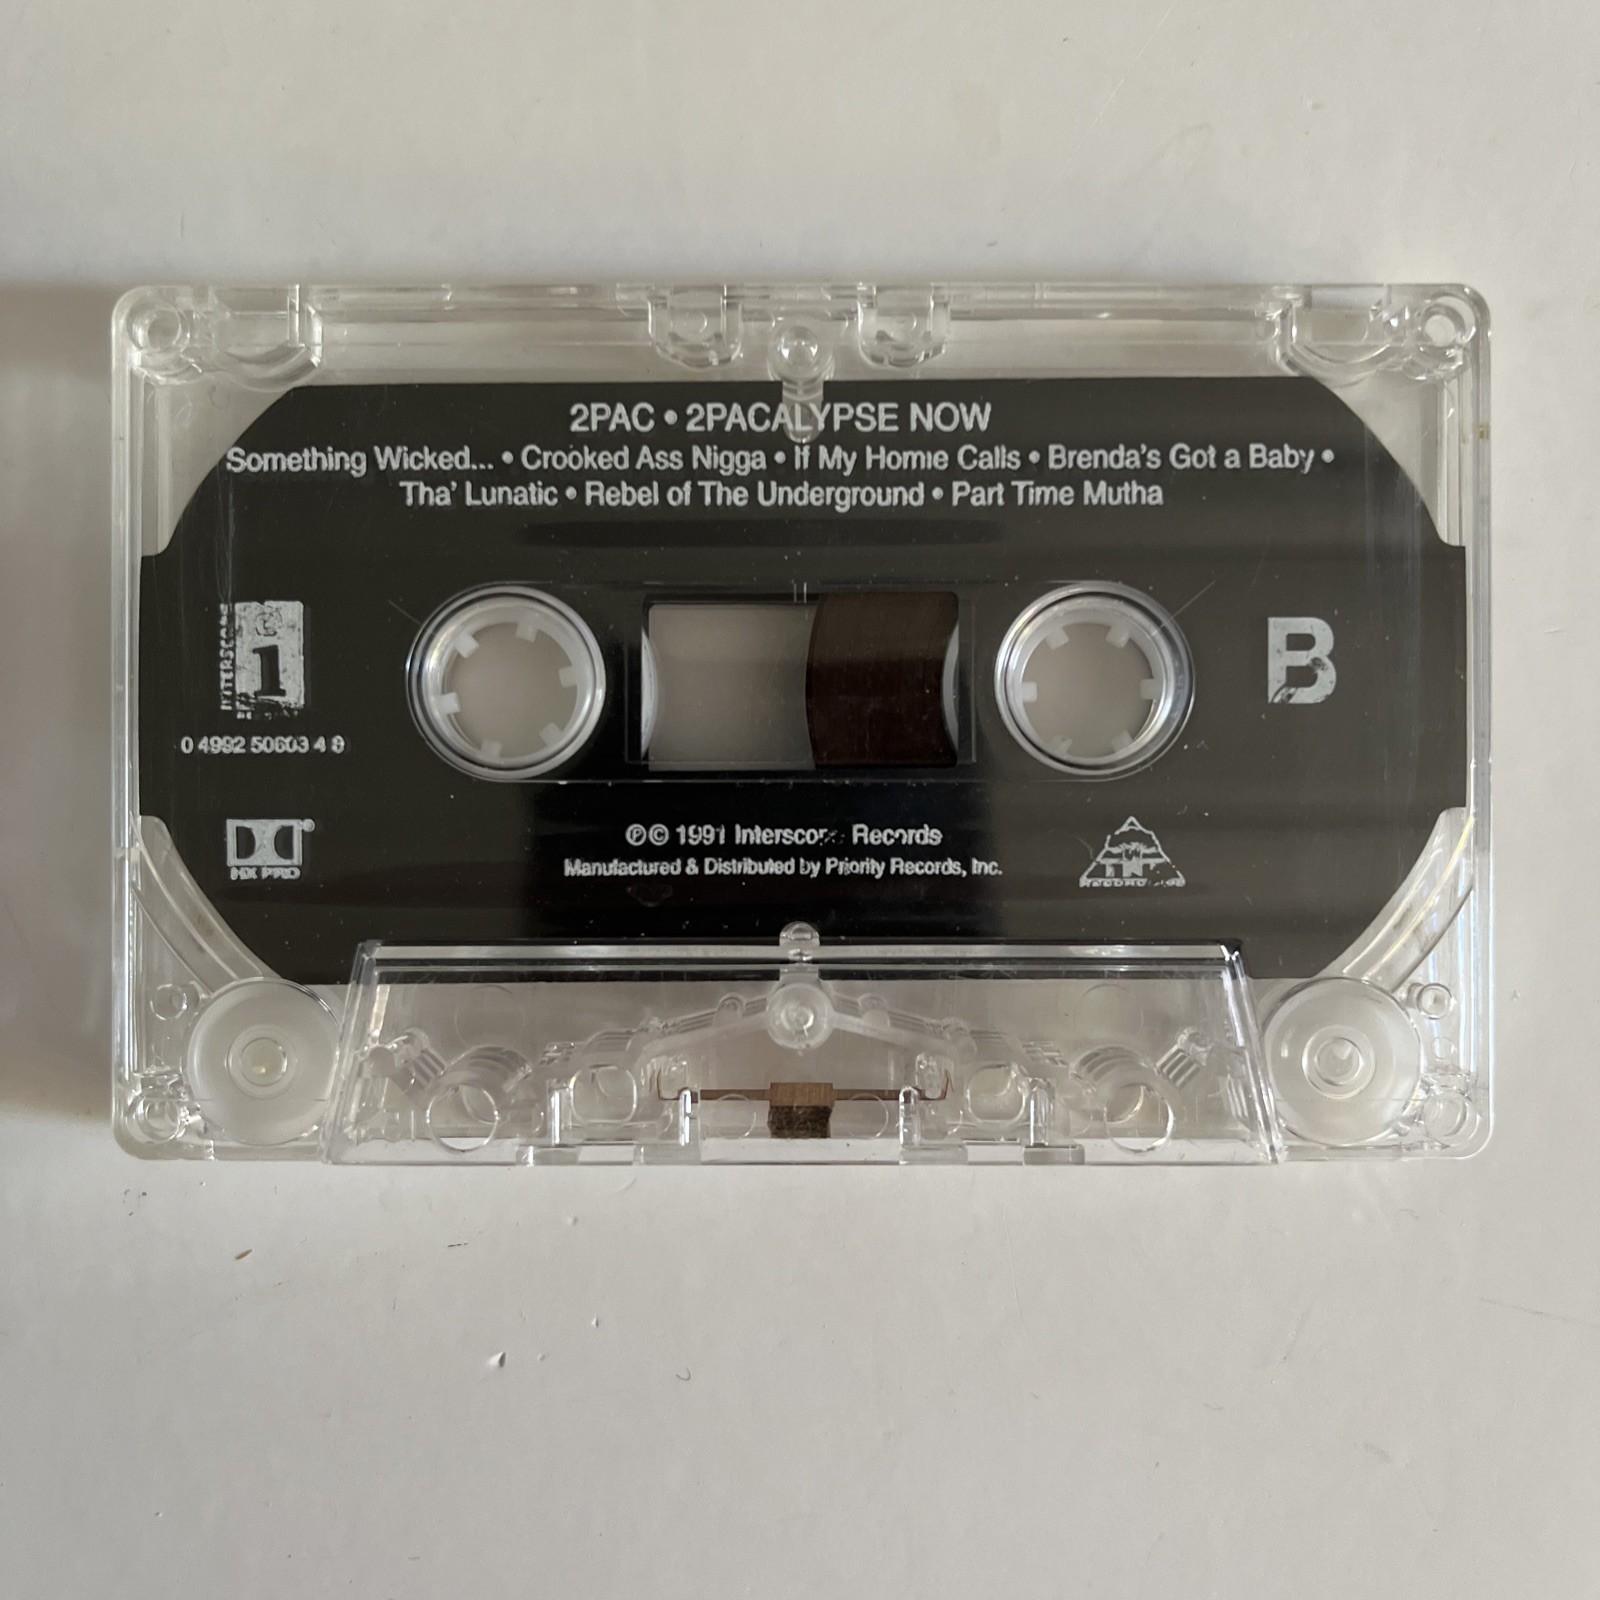 2PAC • 2PACALYPSE NOW
Something Wicked... • Crooked Ass Nigga • If My Homie Calls • Brenda's Got a Baby •
Tha' Lunatic • Rebel of The Underground • Part Time Mutha
INTERSCOPE
B
0 4992 50603 4 8
HX PRO
℗© 1991 Interscope Records
Manufactured & Distributed by Priority Records, Inc.
TNT